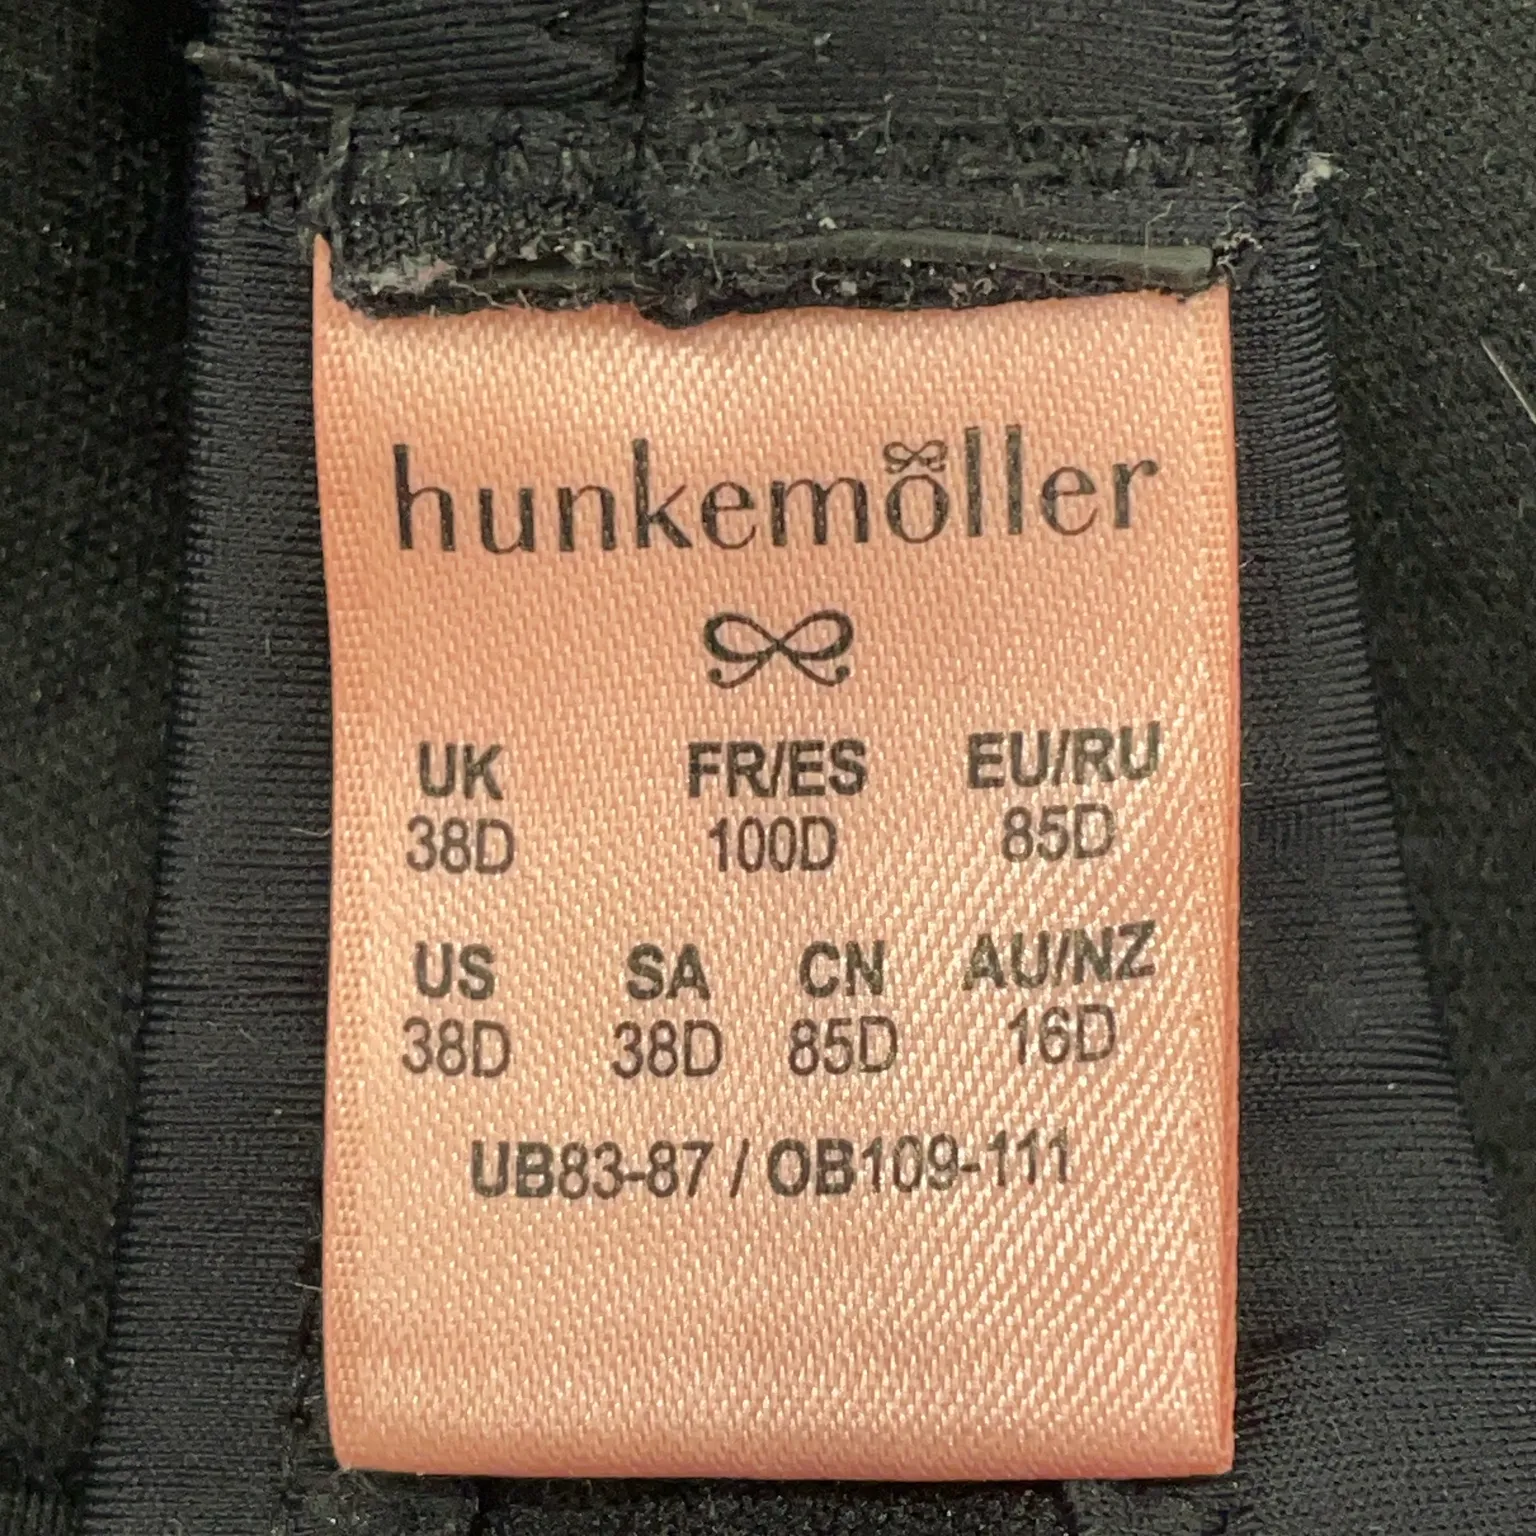 hunkemöller
UK FR/ES EU/RU
38D 100D 85D
US SA CN AU/NZ
38D 38D 85D 16D
UB83-87 / OB109-111